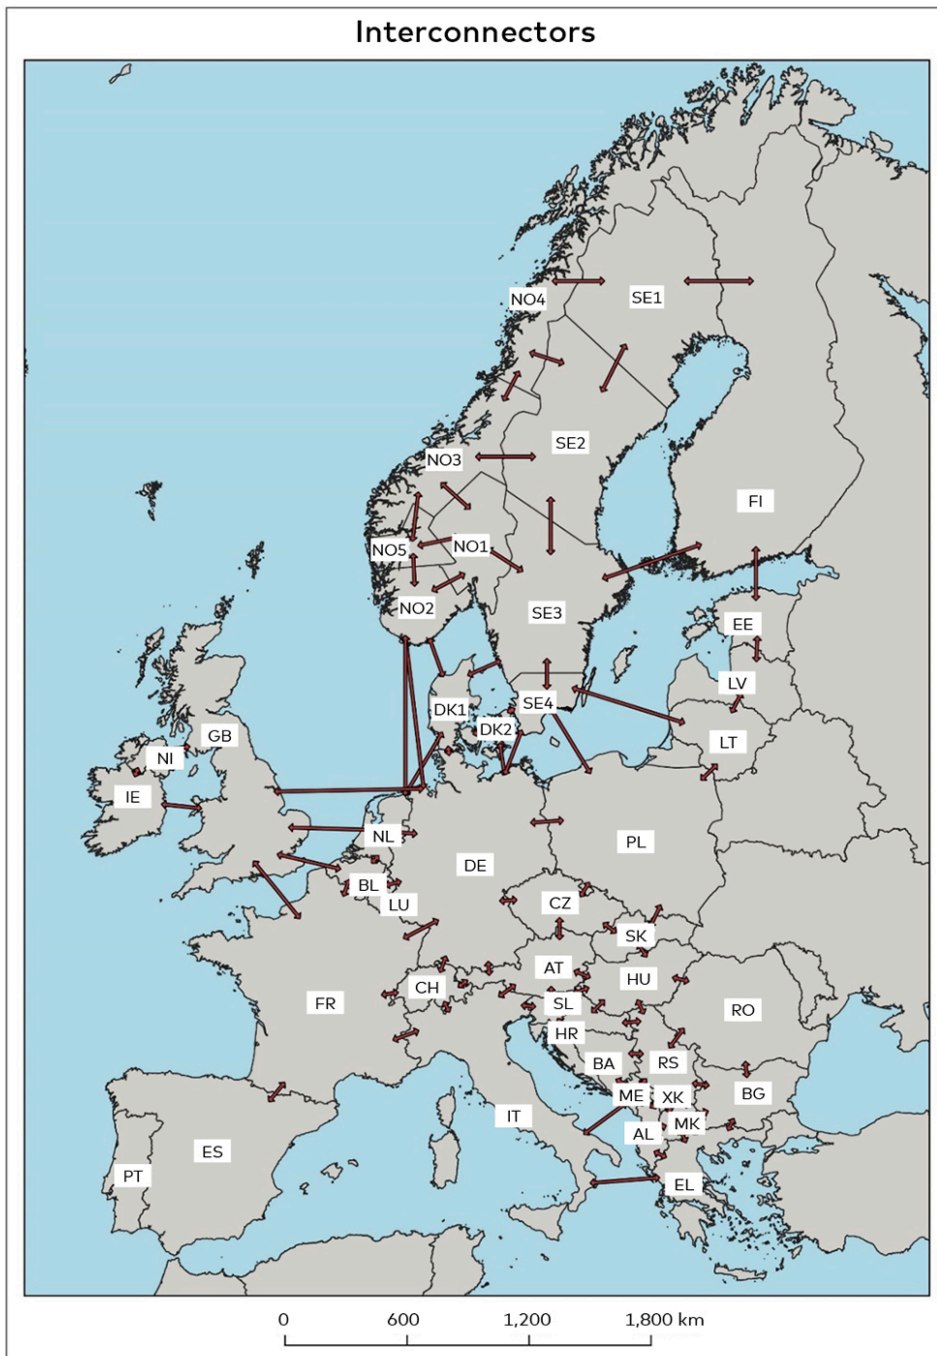 Interconnectors
NO4
SE1
SE2
NO3
FI
NO5
NO1
NO2
SE3
EE
LV
SE4
DK1
DK2
GB
LT
NI
IE
NL
PL
DE
BL
LU
CZ
SK
AT
HU
CH
SL
FR
RO
HR
BA
RS
ME
XK
BG
IT
MK
AL
ES
PT
EL
0 600 1,200 1,800 km